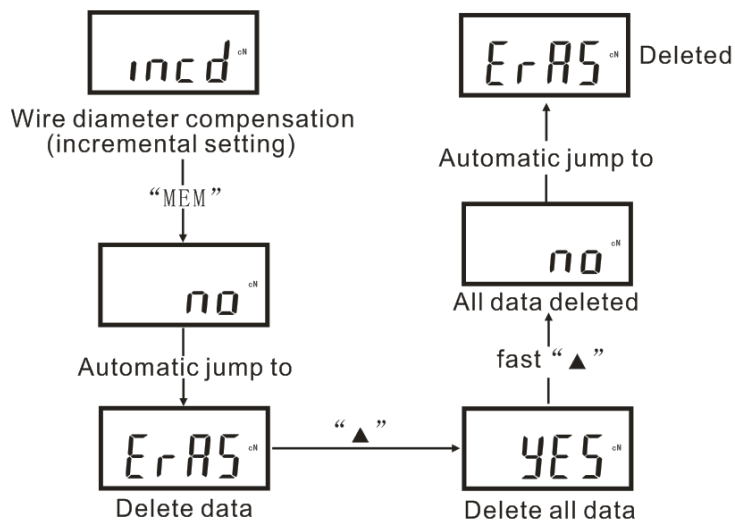 incd cN
Wire diameter compensation
(incremental setting)
“MEM”
no cN
Automatic jump to
ErAS cN
Delete data
“▲”
YES cN
Delete all data
fast “▲”
no cN
All data deleted
Automatic jump to
ErAS cN
Deleted